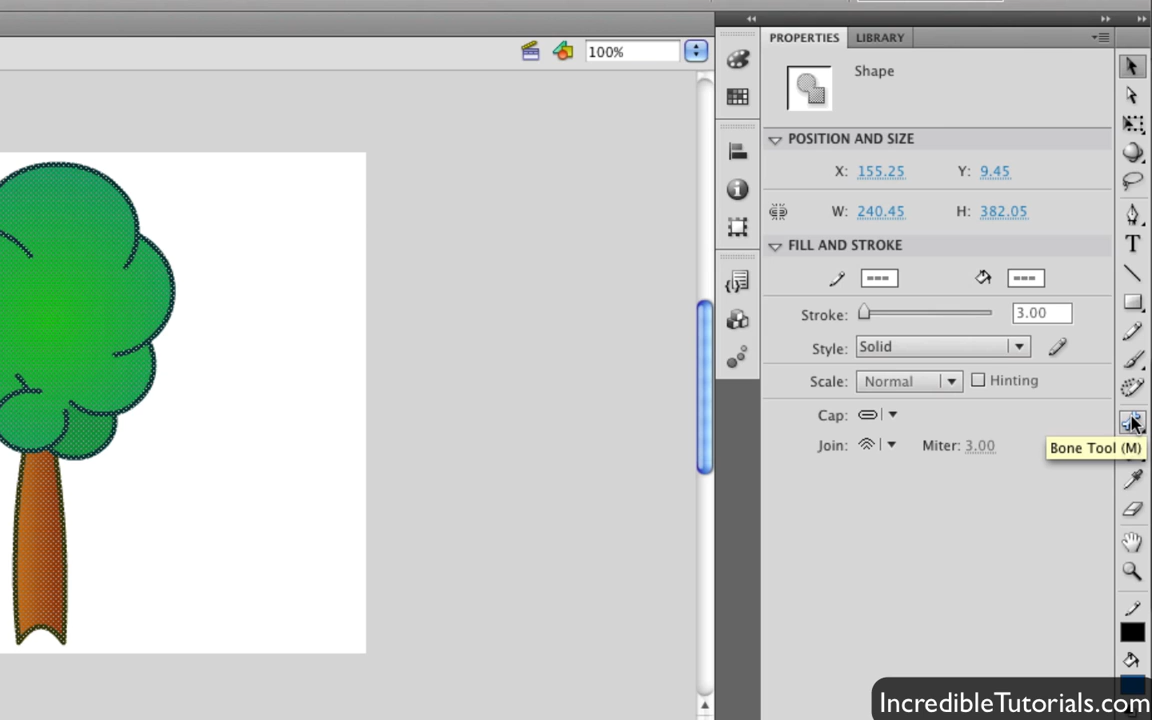 100%
PROPERTIES LIBRARY
Shape
POSITION AND SIZE
X: 155.25 Y: 9.45
W: 240.45 H: 382.05
FILL AND STROKE
Stroke: 3.00
Style: Solid
Scale: Normal Hinting
Cap:
Join: Miter: 3.00
Bone Tool (M)
T
IncredibleTutorials.com